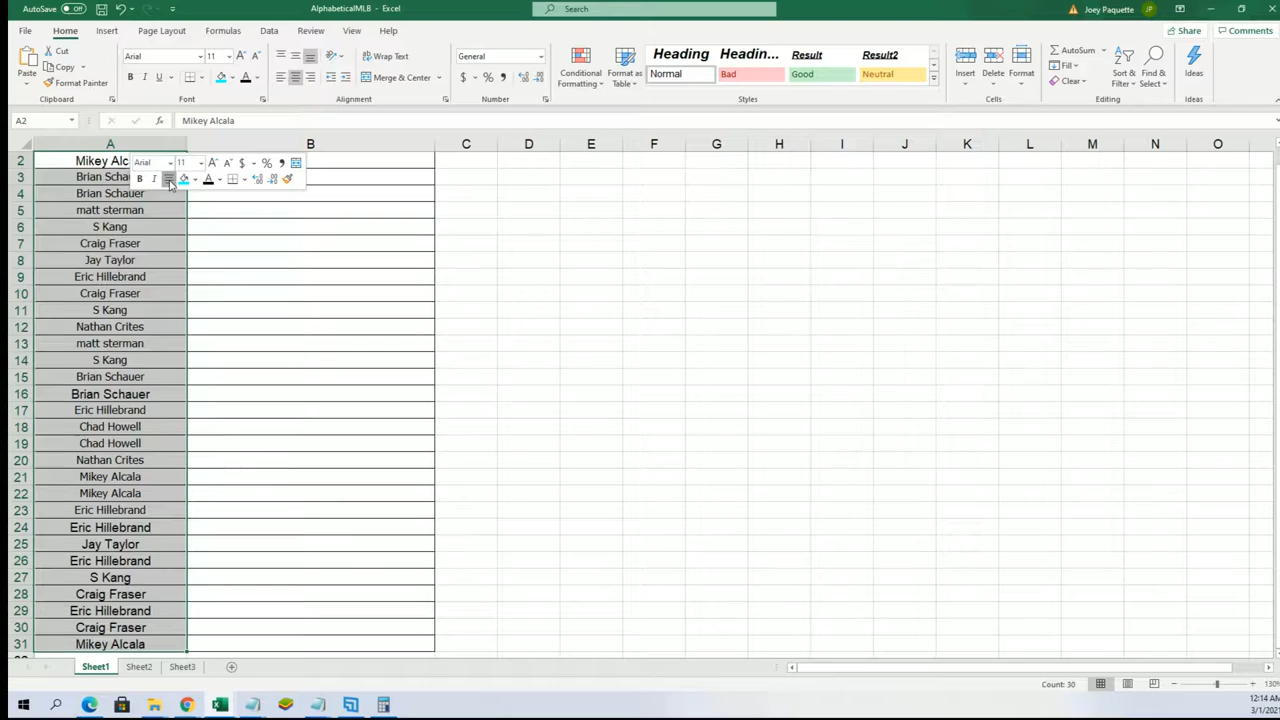 AutoSave Off AlphabeticalMLB - Excel Search Joey Paquette JP
File Home Insert Page Layout Formulas Data Review View Help Share Comments
Cut Arial 11 Wrap Text General Heading Headin... Result Result2 AutoSum
Copy Fill
Paste Format Painter Merge & Center Conditional Formatting Format as Table Normal Bad Good Neutral Insert Delete Format Clear Sort & Filter Find & Select Ideas
Clipboard Font Alignment Number Styles Cells Editing Ideas
A2 fx Mikey Alcala
A B C D E F G H I J K L M N O
2 Mikey Alc Arial 11
3 Brian Scha
4 Brian Schauer
5 matt sterman
6 S Kang
7 Craig Fraser
8 Jay Taylor
9 Eric Hillebrand
10 Craig Fraser
11 S Kang
12 Nathan Crites
13 matt sterman
14 S Kang
15 Brian Schauer
16 Brian Schauer
17 Eric Hillebrand
18 Chad Howell
19 Chad Howell
20 Nathan Crites
21 Mikey Alcala
22 Mikey Alcala
23 Eric Hillebrand
24 Eric Hillebrand
25 Jay Taylor
26 Eric Hillebrand
27 S Kang
28 Craig Fraser
29 Eric Hillebrand
30 Craig Fraser
31 Mikey Alcala
Sheet1 Sheet2 Sheet3
Count: 30 130%
12:14 AM
3/1/2021